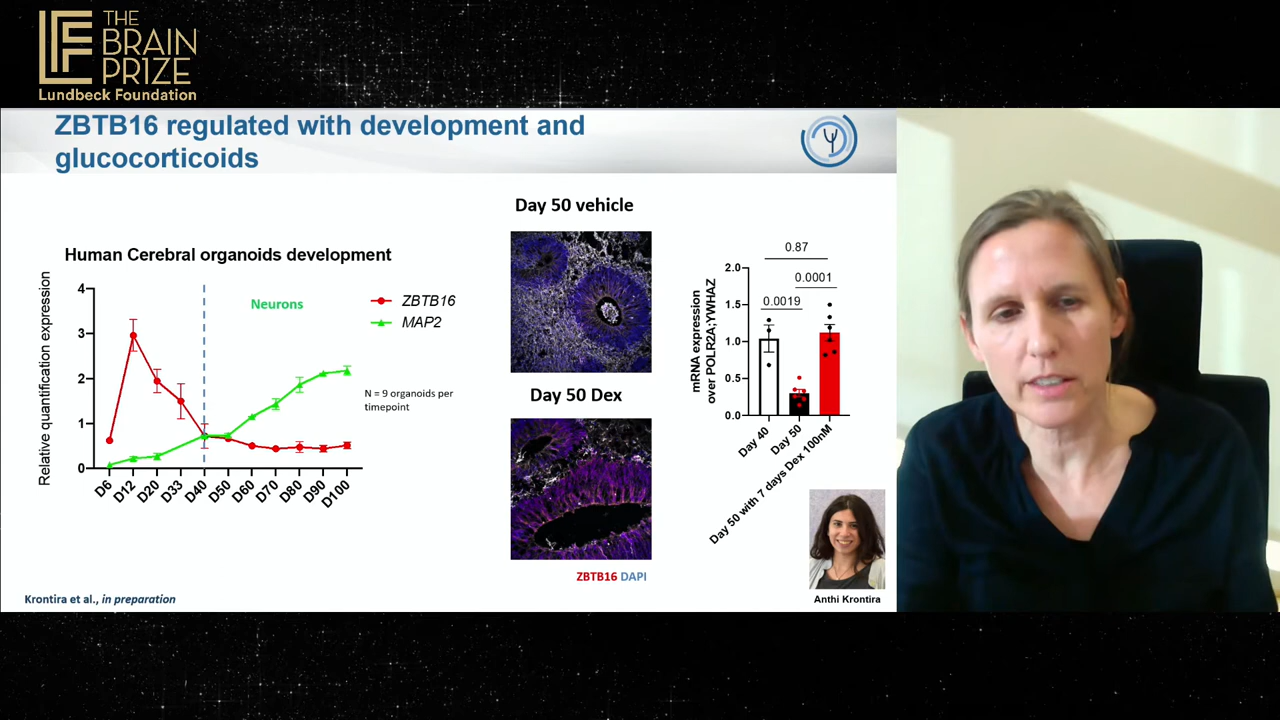 THE
BRAIN
PRIZE
Lundbeck Foundation
ZBTB16 regulated with development and
glucocorticoids
Human Cerebral organoids development
Relative quantification expression
4
3
2
1
0
Neurons
ZBTB16
MAP2
N = 9 organoids per
timepoint
D6
D12
D20
D33
D40
D50
D60
D70
D80
D90
D100
Day 50 vehicle
Day 50 Dex
ZBTB16 DAPI
mRNA expression
over POLR2A;YWHAZ
2.0
1.5
1.0
0.5
0.0
0.87
0.0001
0.0019
Day 40
Day 50
Day 50 with 7 days Dex 100nM
Anthi Krontira
Krontira et al., in preparation